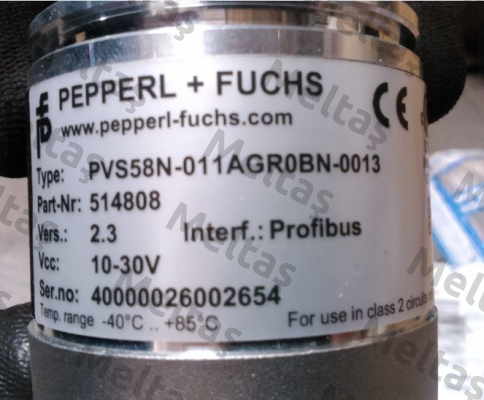 PEPPERL + FUCHS
www.pepperl-fuchs.com
Type: PVS58N-011AGR0BN-0013
Part-Nr: 514808
Vers.: 2.3 Interf.: Profibus
Vcc: 10-30V
Ser.no: 40000026002654
Temp. range -40°C .. +85°C
For use in class 2 circuits
CE
Meltaş